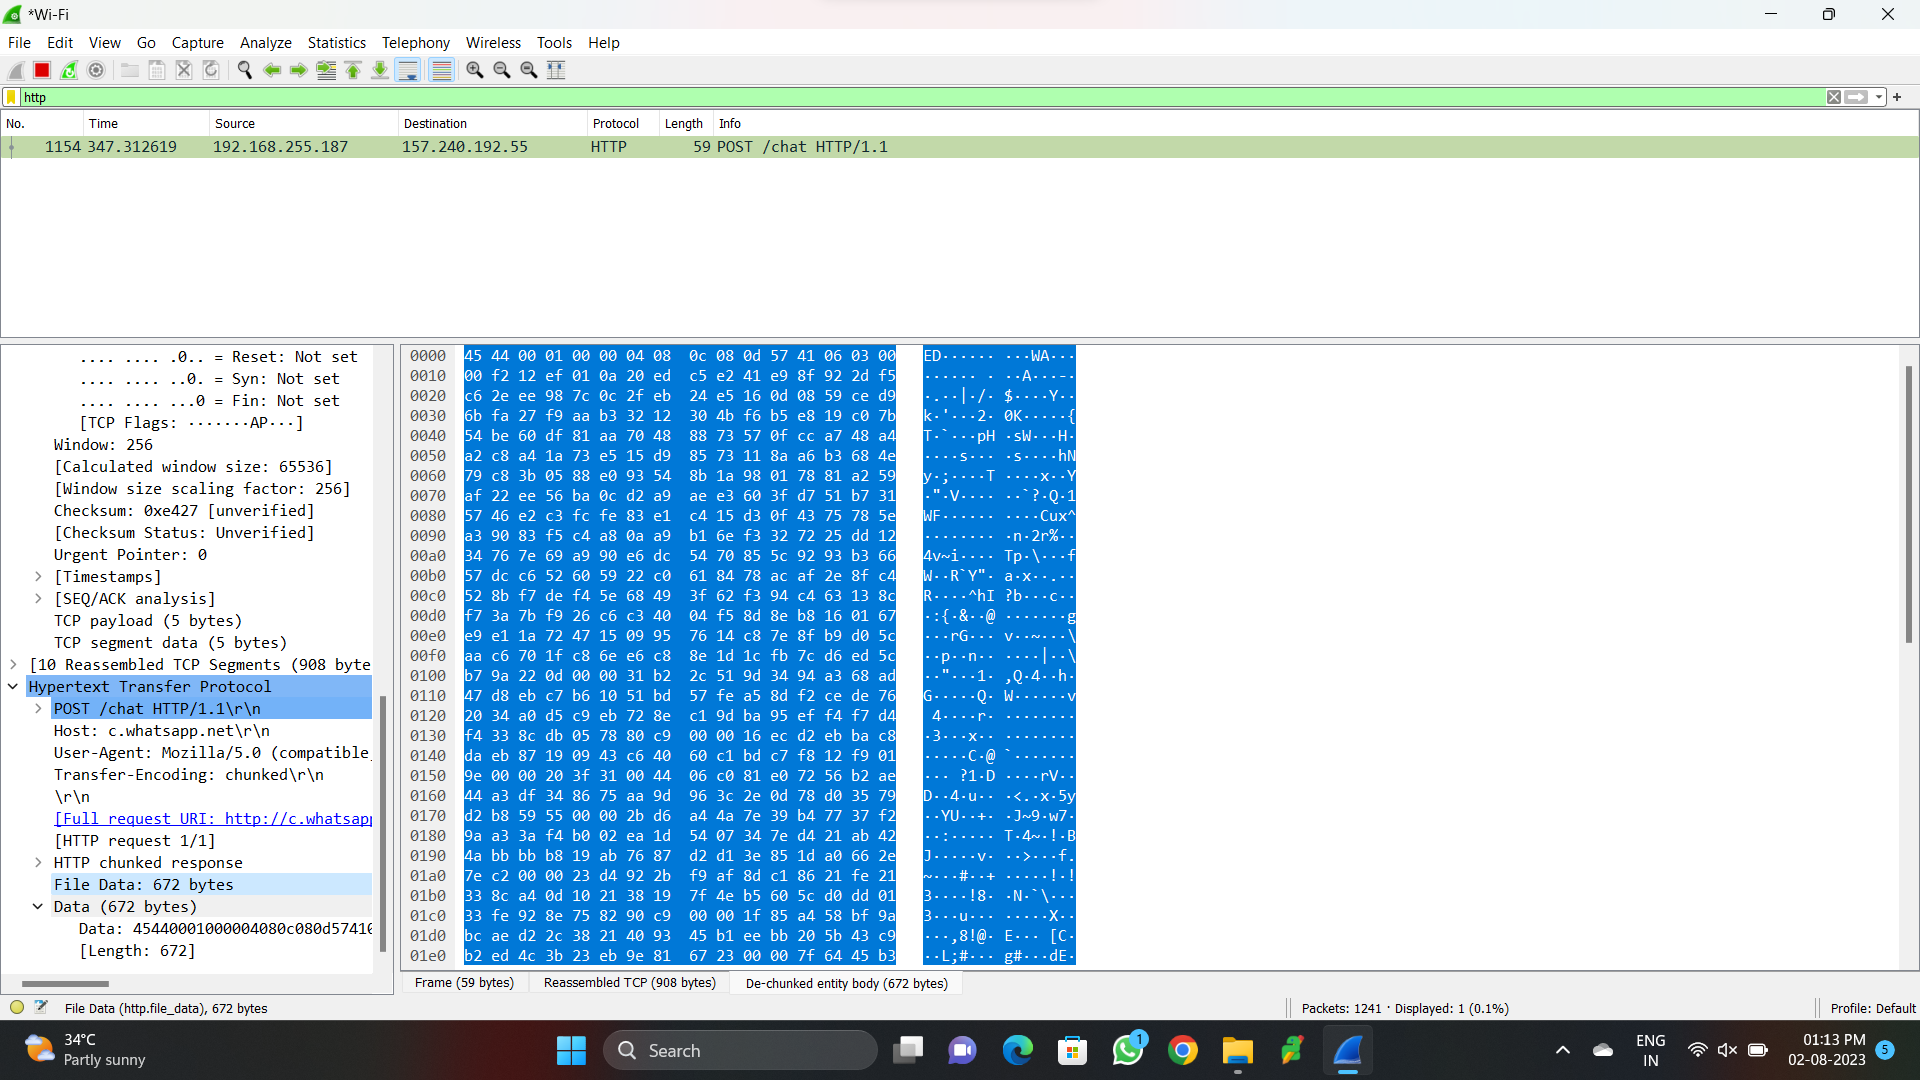 *Wi-Fi
File Edit View Go Capture Analyze Statistics Telephony Wireless Tools Help
http
No. Time Source Destination Protocol Length Info
1154 347.312619 192.168.255.187 157.240.192.55 HTTP 59 POST /chat HTTP/1.1
.... .... .0.. = Reset: Not set
.... .... ..0. = Syn: Not set
.... .... ...0 = Fin: Not set
[TCP Flags: ·······AP···]
Window: 256
[Calculated window size: 65536]
[Window size scaling factor: 256]
Checksum: 0xe427 [unverified]
[Checksum Status: Unverified]
Urgent Pointer: 0
[Timestamps]
[SEQ/ACK analysis]
TCP payload (5 bytes)
TCP segment data (5 bytes)
[10 Reassembled TCP Segments (908 byte
Hypertext Transfer Protocol
POST /chat HTTP/1.1\r\n
Host: c.whatsapp.net\r\n
User-Agent: Mozilla/5.0 (compatible
Transfer-Encoding: chunked\r\n
\r\n
[Full request URI: http://c.whatsapp
[HTTP request 1/1]
HTTP chunked response
File Data: 672 bytes
Data (672 bytes)
Data: 45440001000004080c080d57410
[Length: 672]
0000 45 44 00 01 00 00 04 08 0c 08 0d 57 41 06 03 00 ED······ ···WA···
0010 00 f2 12 ef 01 0a 20 ed c5 e2 41 e9 8f 92 2d f5 ······ · ··A···-·
0020 c6 2e ee 98 7c 0c 2f eb 24 e5 16 0d 08 59 ce d9 ·.··|·/· $····Y··
0030 6b fa 27 f9 aa b3 32 12 30 4b f6 b5 e8 19 c0 7b k·'···2· 0K·····{
0040 54 be 60 df 81 aa 70 48 88 73 57 0f cc a7 48 a4 T·`···pH ·sW···H·
0050 a2 c8 a4 1a 73 e5 15 d9 85 73 11 8a a6 b3 68 4e ····s··· ·s····hN
0060 79 c8 3b 05 88 e0 93 54 8b 1a 98 01 78 81 a2 59 y·;····T ····x··Y
0070 af 22 ee 56 ba 0c d2 a9 ae e3 60 3f d7 51 b7 31 ·"·V···· ··`?·Q·1
0080 57 46 e2 c3 fc fe 83 e1 c4 15 d3 0f 43 75 78 5e WF······ ····Cux^
0090 a3 90 83 f5 c4 a8 0a a9 b1 6e f3 32 72 25 dd 12 ········ ·n·2r%··
00a0 34 76 7e 69 a9 90 e6 dc 54 70 85 5c 92 93 b3 66 4v~i···· Tp·\···f
00b0 57 dc c6 52 60 59 22 c0 61 84 78 ac af 2e 8f c4 W··R`Y"· a·x··.··
00c0 52 8b f7 de f4 5e 68 49 3f 62 f3 94 c4 63 13 8c R····^hI ?b···c··
00d0 f7 3a 7b f9 26 c6 c3 40 04 f5 8d 8e b8 16 01 67 ·:{·&··@ ·······g
00e0 e9 e1 1a 72 47 15 09 95 76 14 c8 7e 8f b9 d0 5c ···rG··· v··~···\
00f0 aa c6 70 1f c8 6e e6 c8 8e 1d 1c fb 7c d6 ed 5c ··p··n·· ····|··\
0100 b7 9a 22 0d 00 00 31 b2 2c 51 9d 34 94 a3 68 ad ··"···1· ,Q·4··h·
0110 47 d8 eb c7 b6 10 51 bd 57 fe a5 8d f2 ce de 76 G·····Q· W······v
0120 20 34 a0 d5 c9 eb 72 8e c1 9d ba 95 ef f4 f7 d4 4····r· ········
0130 f4 33 8c db 05 78 80 c9 00 00 16 ec d2 eb ba c8 ·3···x·· ········
0140 da eb 87 19 09 43 c6 40 60 c1 bd c7 f8 12 f9 01 ·····C·@ `·······
0150 9e 00 00 20 3f 31 00 44 06 c0 81 e0 72 56 b2 ae ··· ?1·D ····rV··
0160 44 a3 df 34 86 75 aa 9d 96 3c 2e 0d 78 d0 35 79 D··4·u·· ·<.·x·5y
0170 d2 b8 59 55 00 00 2b d6 a4 4a 7e 39 b4 77 37 f2 ··YU··+· ·J~9·w7·
0180 9a a3 3a f4 b0 02 ea 1d 54 07 34 7e d4 21 ab 42 ··:····· T·4~·!·B
0190 4a bb bb b8 19 ab 76 87 d2 d1 3e 85 1d a0 66 2e J·····v· ··>···f.
01a0 7e c2 00 00 23 d4 92 2b f9 af 8d c1 86 21 fe 21 ~···#··+ ·····!·!
01b0 33 8c a4 0d 10 21 38 19 7f 4e b5 60 5c d0 dd 01 3····!8· ·N·`\···
01c0 33 fe 92 8e 75 82 90 c9 00 00 1f 85 a4 58 bf 9a 3···u··· ·····X··
01d0 bc ae d2 2c 38 21 40 93 45 b1 ee bb 20 5b 43 c9 ···,8!@· E··· [C·
01e0 b2 ed 4c 3b 23 eb 9e 81 67 23 00 00 7f 64 45 b3 ··L;#··· g#···dE·
Frame (59 bytes) Reassembled TCP (908 bytes) De-chunked entity body (672 bytes)
File Data (http.file_data), 672 bytes Packets: 1241 · Displayed: 1 (0.1%) Profile: Default
34°C
Partly sunny
Search
1
ENG
IN
01:13 PM
02-08-2023
5